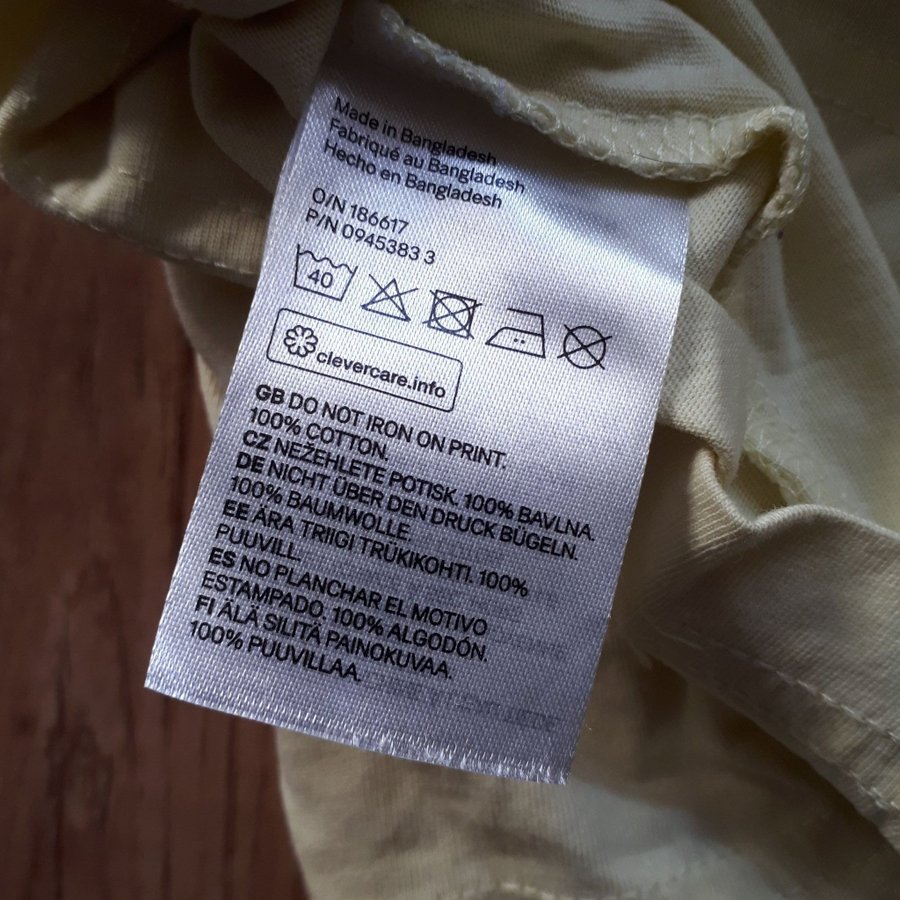 Made in Bangladesh
Fabriqué au Bangladesh
Hecho en Bangladesh
O/N 186617
P/N 0945383 3
40
clevercare.info
GB DO NOT IRON ON PRINT.
100% COTTON.
CZ NEŽEHLETE POTISK. 100% BAVLNA.
DE NICHT ÜBER DEN DRUCK BÜGELN.
100% BAUMWOLLE.
EE ÄRA TRIIGI TRÜKIKOHTI. 100%
PUUVILL.
ES NO PLANCHAR EL MOTIVO
ESTAMPADO. 100% ALGODÓN.
FI ÄLÄ SILITÄ PAINOKUVAA.
100% PUUVILLAA.